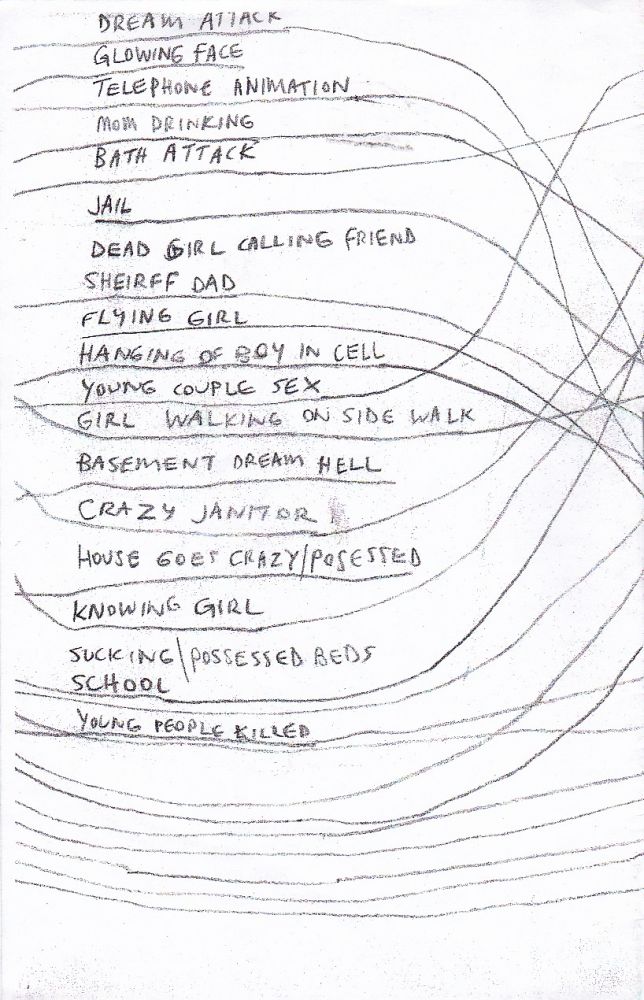 DREAM ATTACK
GLOWING FACE
TELEPHONE ANIMATION
MOM DRINKING
BATH ATTACK
JAIL
DEAD GIRL CALLING FRIEND
SHEIRFF DAD
FLYING GIRL
HANGING OF BOY IN CELL
YOUNG COUPLE SEX
GIRL WALKING ON SIDE WALK
BASEMENT DREAM HELL
CRAZY JANITOR
HOUSE GOES CRAZY/POSESSED
KNOWING GIRL
SUCKING\POSSESSED BEDS
SCHOOL
YOUNG PEOPLE KILLED